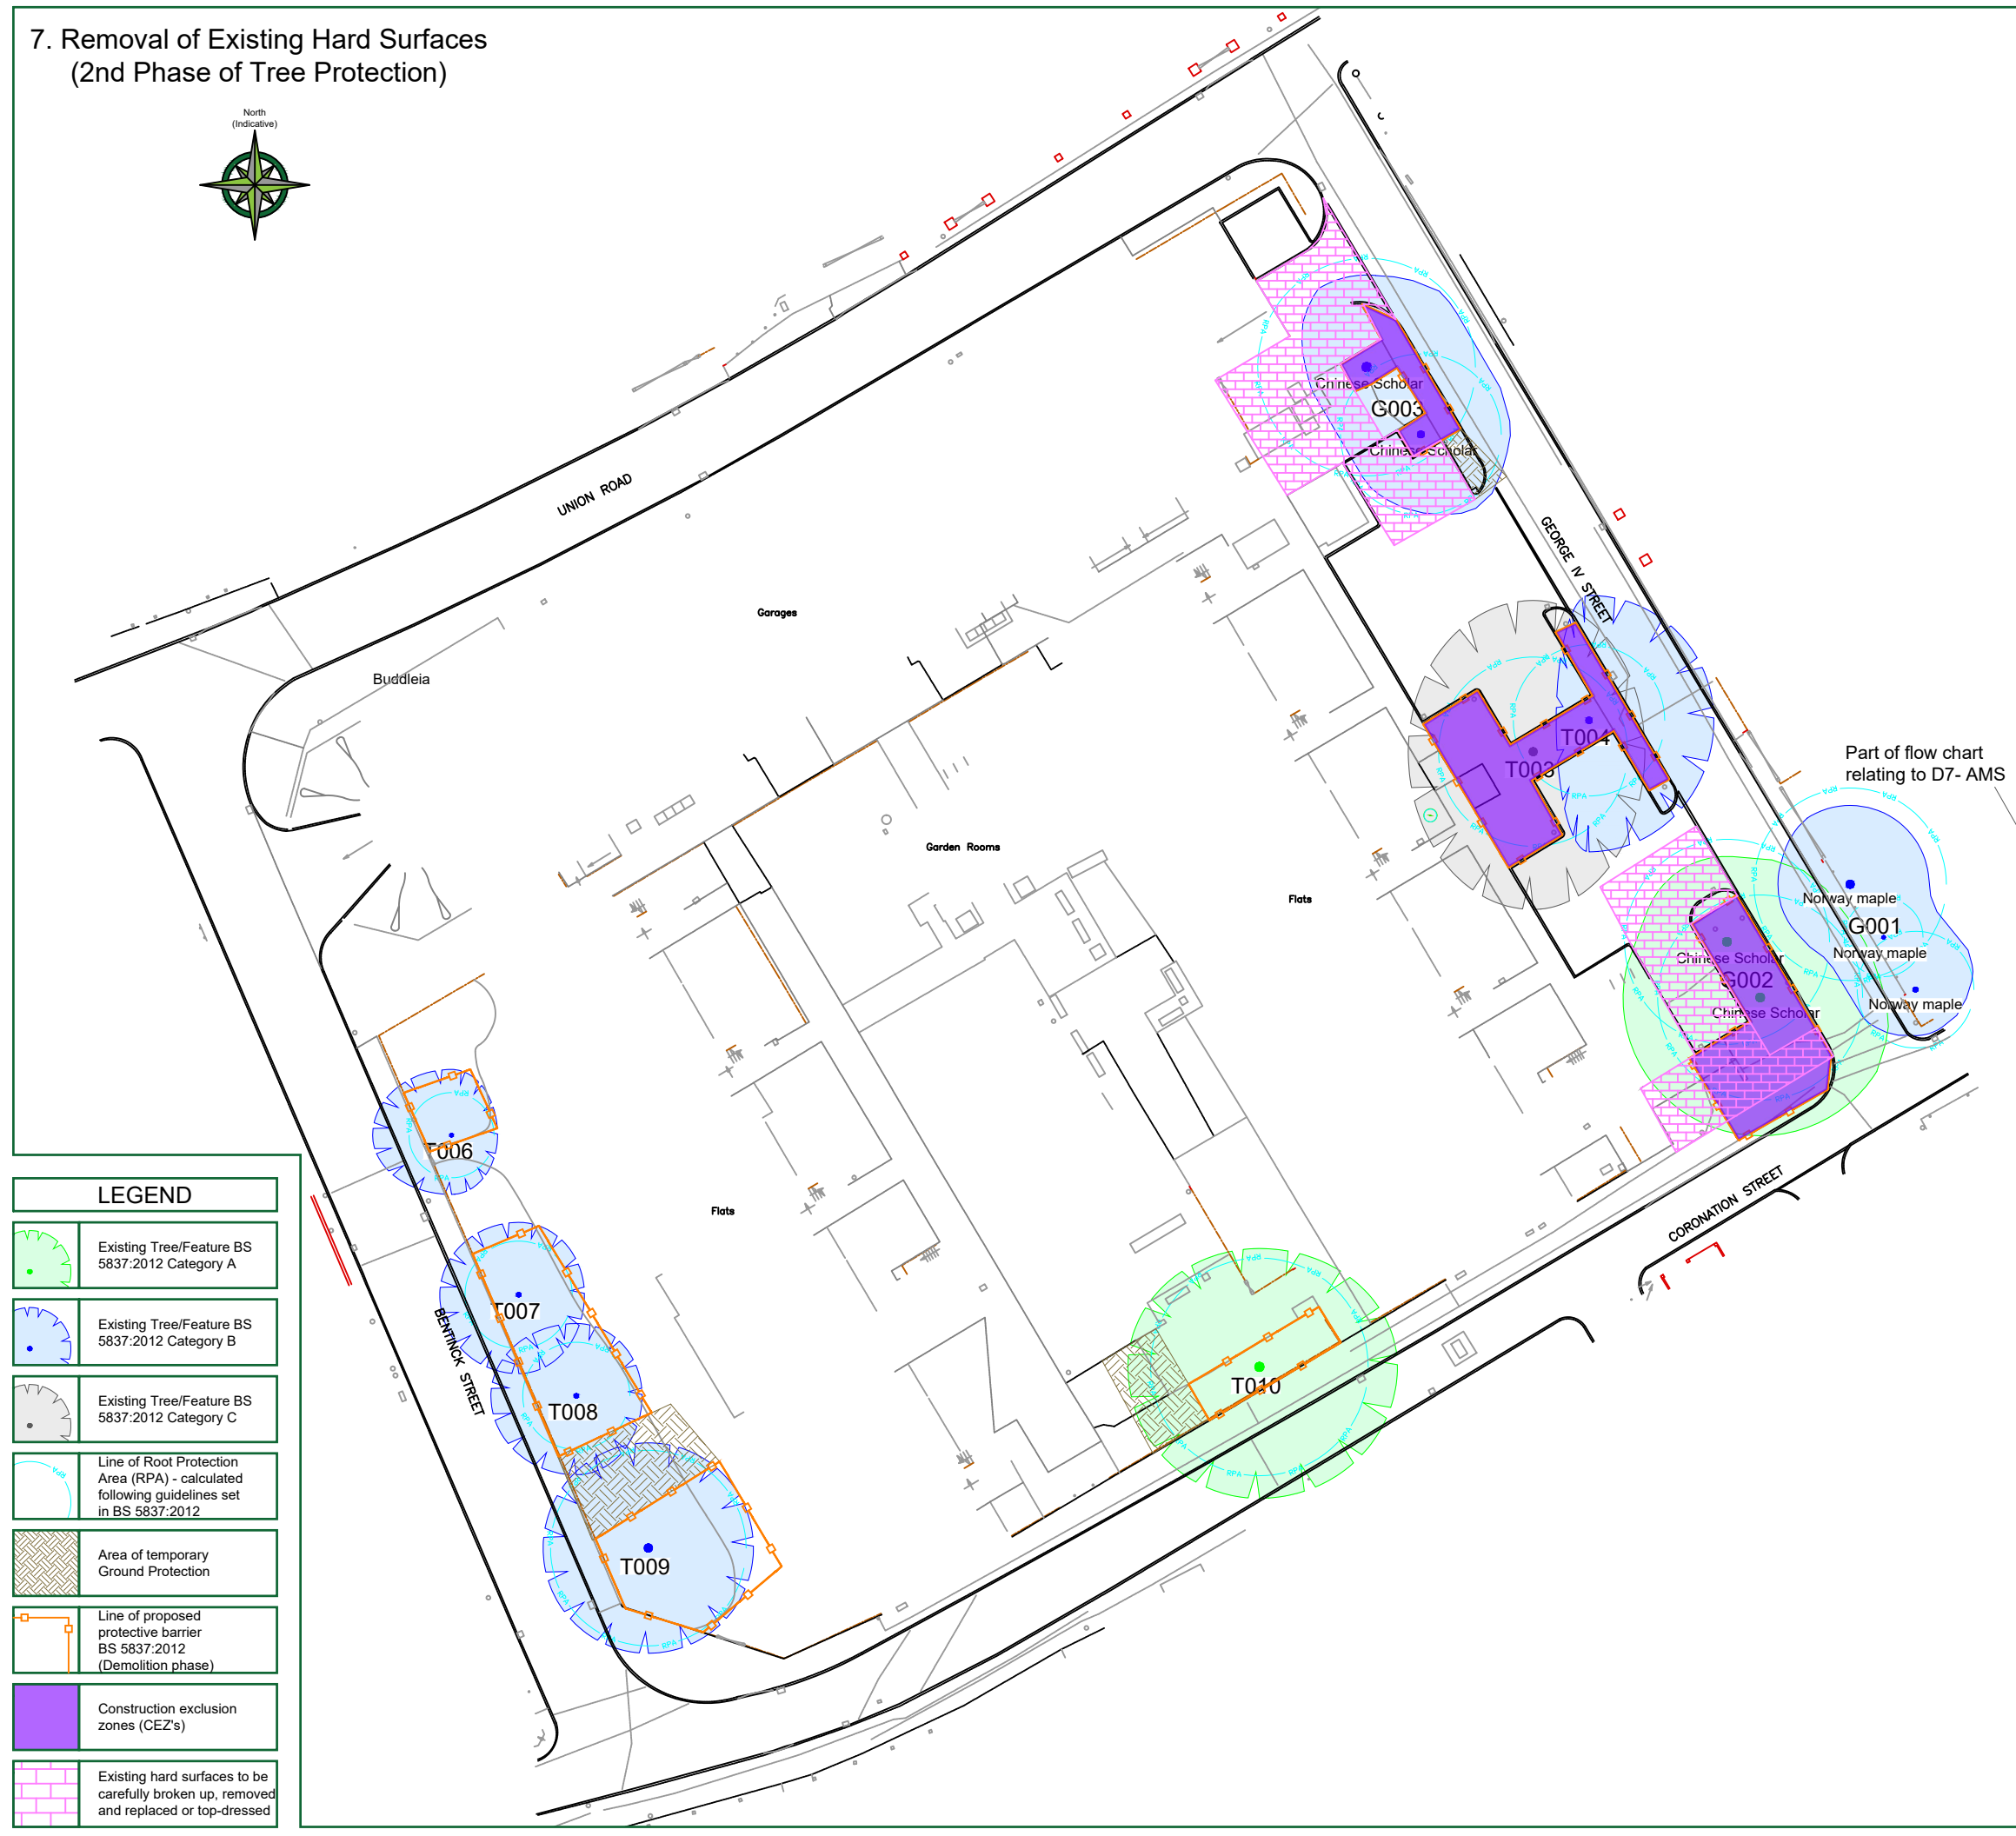 7. Removal of Existing Hard Surfaces
(2nd Phase of Tree Protection)
North
(Indicative)
UNION ROAD
Buddleia
Garages
Garden Rooms
Flats
Flats
GEORGE IV STREET
Chinese Scholar
G003
Chinese Scholar
T004
T003
Part of flow chart
relating to D7- AMS
Norway maple
G001
Norway maple
Norway maple
Chinese Scholar
G002
Chinese Scholar
CORONATION STREET
BENTINCK STREET
T006
T007
T008
T009
T010
RPA
LEGEND
Existing Tree/Feature BS
5837:2012 Category A
Existing Tree/Feature BS
5837:2012 Category B
Existing Tree/Feature BS
5837:2012 Category C
Line of Root Protection
Area (RPA) - calculated
following guidelines set
in BS 5837:2012
RPA
Area of temporary
Ground Protection
Line of proposed
protective barrier
BS 5837:2012
(Demolition phase)
Construction exclusion
zones (CEZ's)
Existing hard surfaces to be
carefully broken up, removed
and replaced or top-dressed